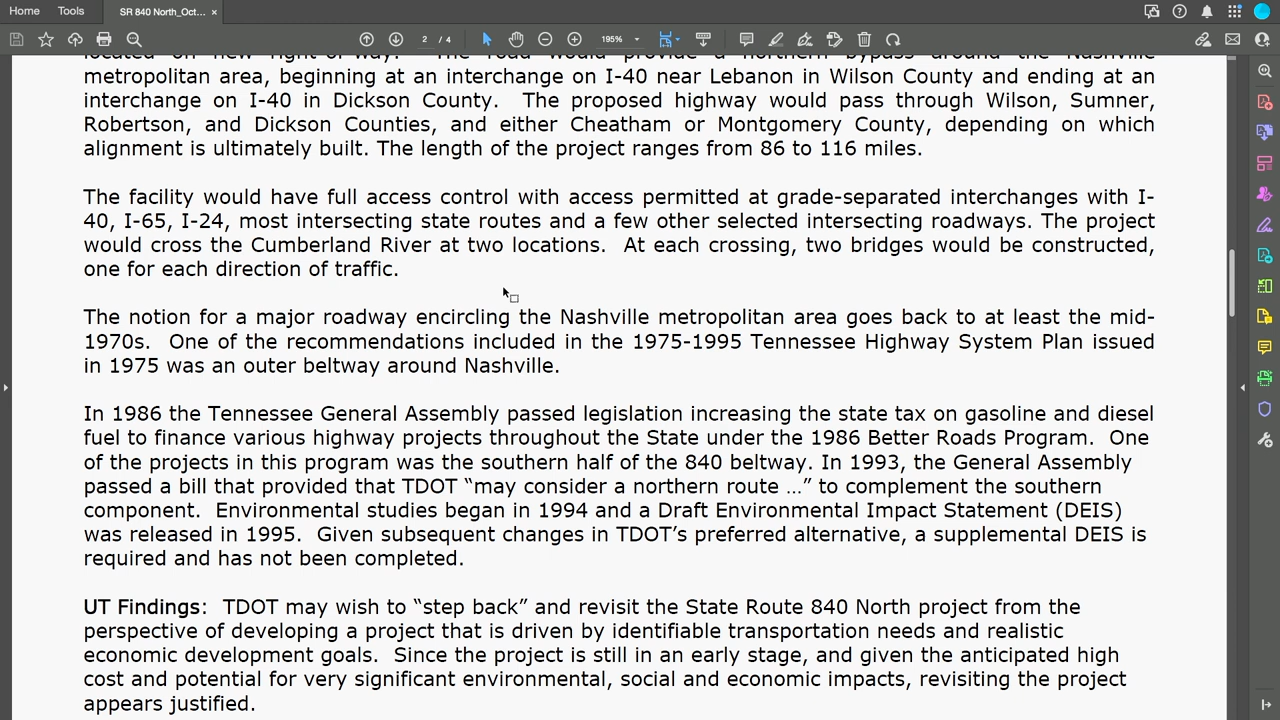 Home Tools SR 840 North_Oct... ×
2 / 4 195%
metropolitan area, beginning at an interchange on I-40 near Lebanon in Wilson County and ending at an
interchange on I-40 in Dickson County. The proposed highway would pass through Wilson, Sumner,
Robertson, and Dickson Counties, and either Cheatham or Montgomery County, depending on which
alignment is ultimately built. The length of the project ranges from 86 to 116 miles.
The facility would have full access control with access permitted at grade-separated interchanges with I-
40, I-65, I-24, most intersecting state routes and a few other selected intersecting roadways. The project
would cross the Cumberland River at two locations. At each crossing, two bridges would be constructed,
one for each direction of traffic.
The notion for a major roadway encircling the Nashville metropolitan area goes back to at least the mid-
1970s. One of the recommendations included in the 1975-1995 Tennessee Highway System Plan issued
in 1975 was an outer beltway around Nashville.
In 1986 the Tennessee General Assembly passed legislation increasing the state tax on gasoline and diesel
fuel to finance various highway projects throughout the State under the 1986 Better Roads Program. One
of the projects in this program was the southern half of the 840 beltway. In 1993, the General Assembly
passed a bill that provided that TDOT “may consider a northern route …” to complement the southern
component. Environmental studies began in 1994 and a Draft Environmental Impact Statement (DEIS)
was released in 1995. Given subsequent changes in TDOT’s preferred alternative, a supplemental DEIS is
required and has not been completed.
UT Findings: TDOT may wish to “step back” and revisit the State Route 840 North project from the
perspective of developing a project that is driven by identifiable transportation needs and realistic
economic development goals. Since the project is still in an early stage, and given the anticipated high
cost and potential for very significant environmental, social and economic impacts, revisiting the project
appears justified.